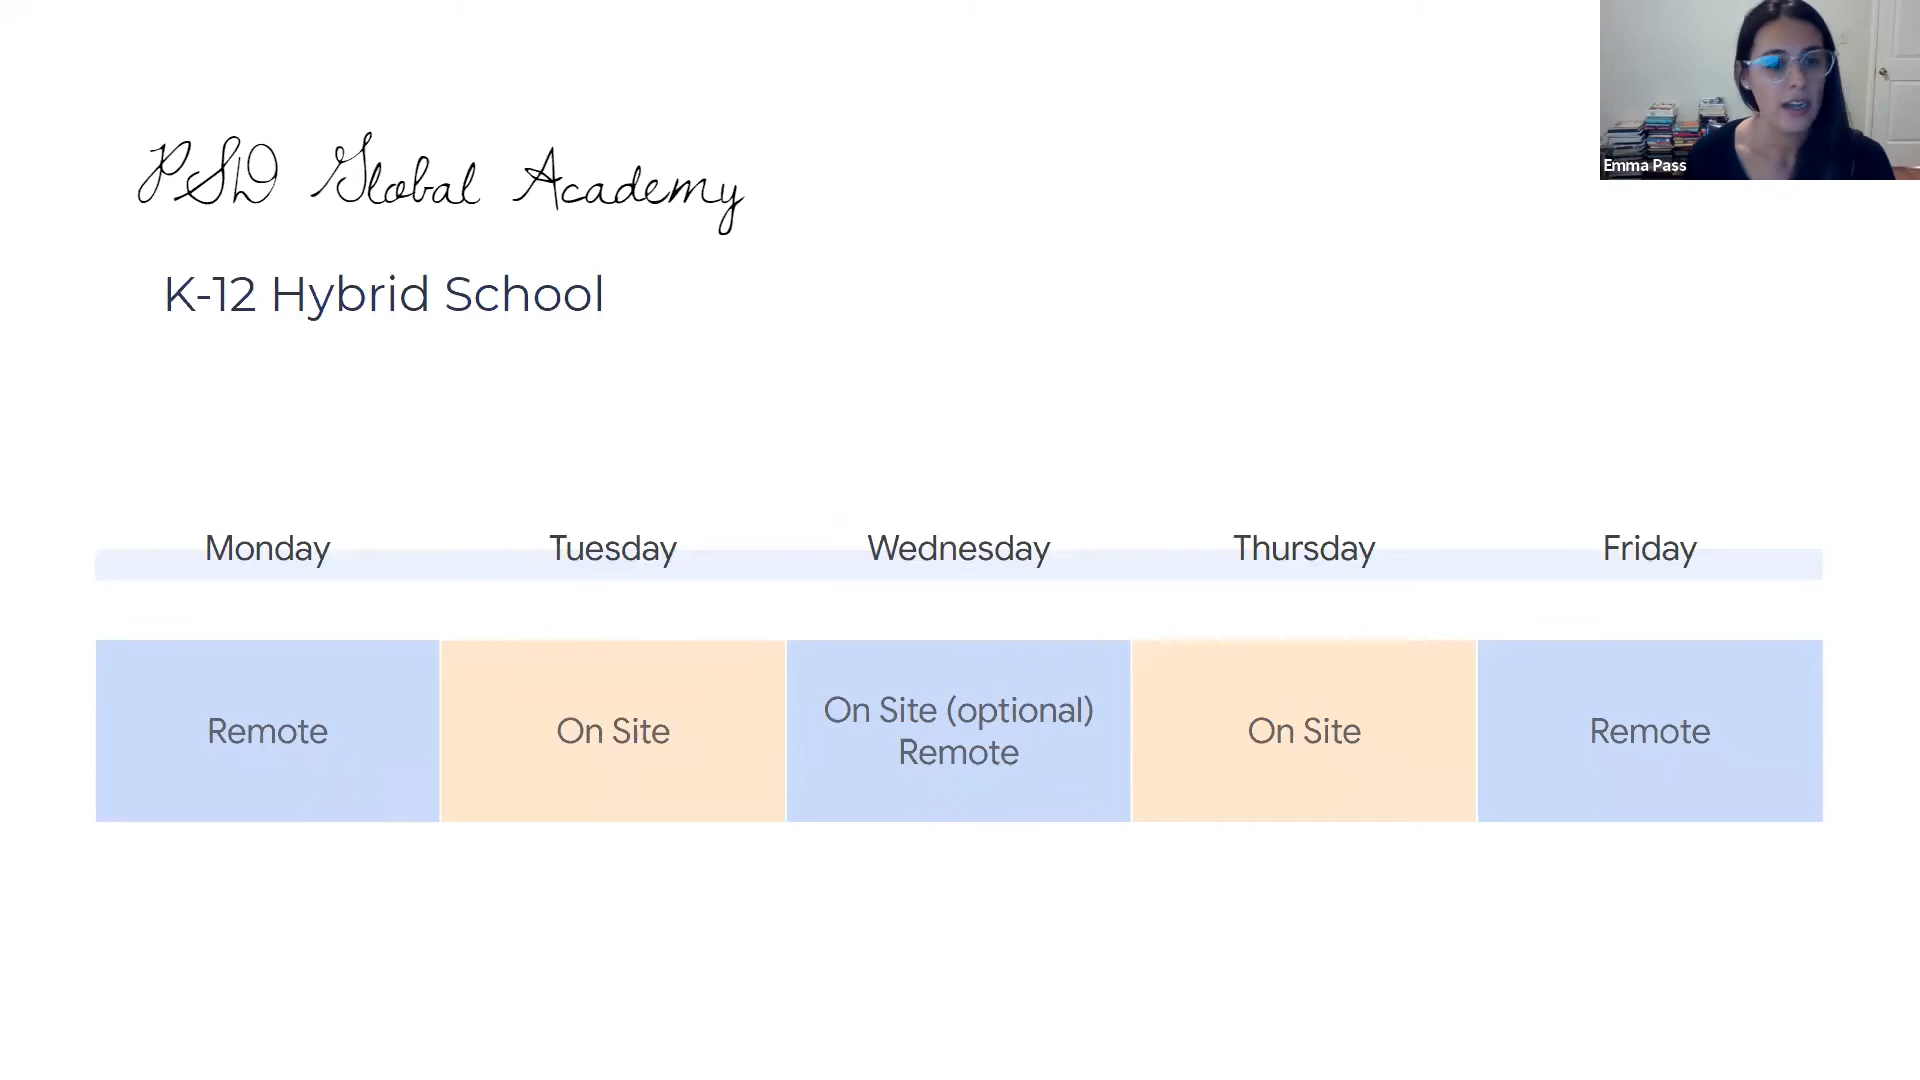 PSD Global Academy
K-12 Hybrid School
Emma Pass
Monday Tuesday Wednesday Thursday Friday
Remote On Site On Site (optional) On Site Remote
Remote